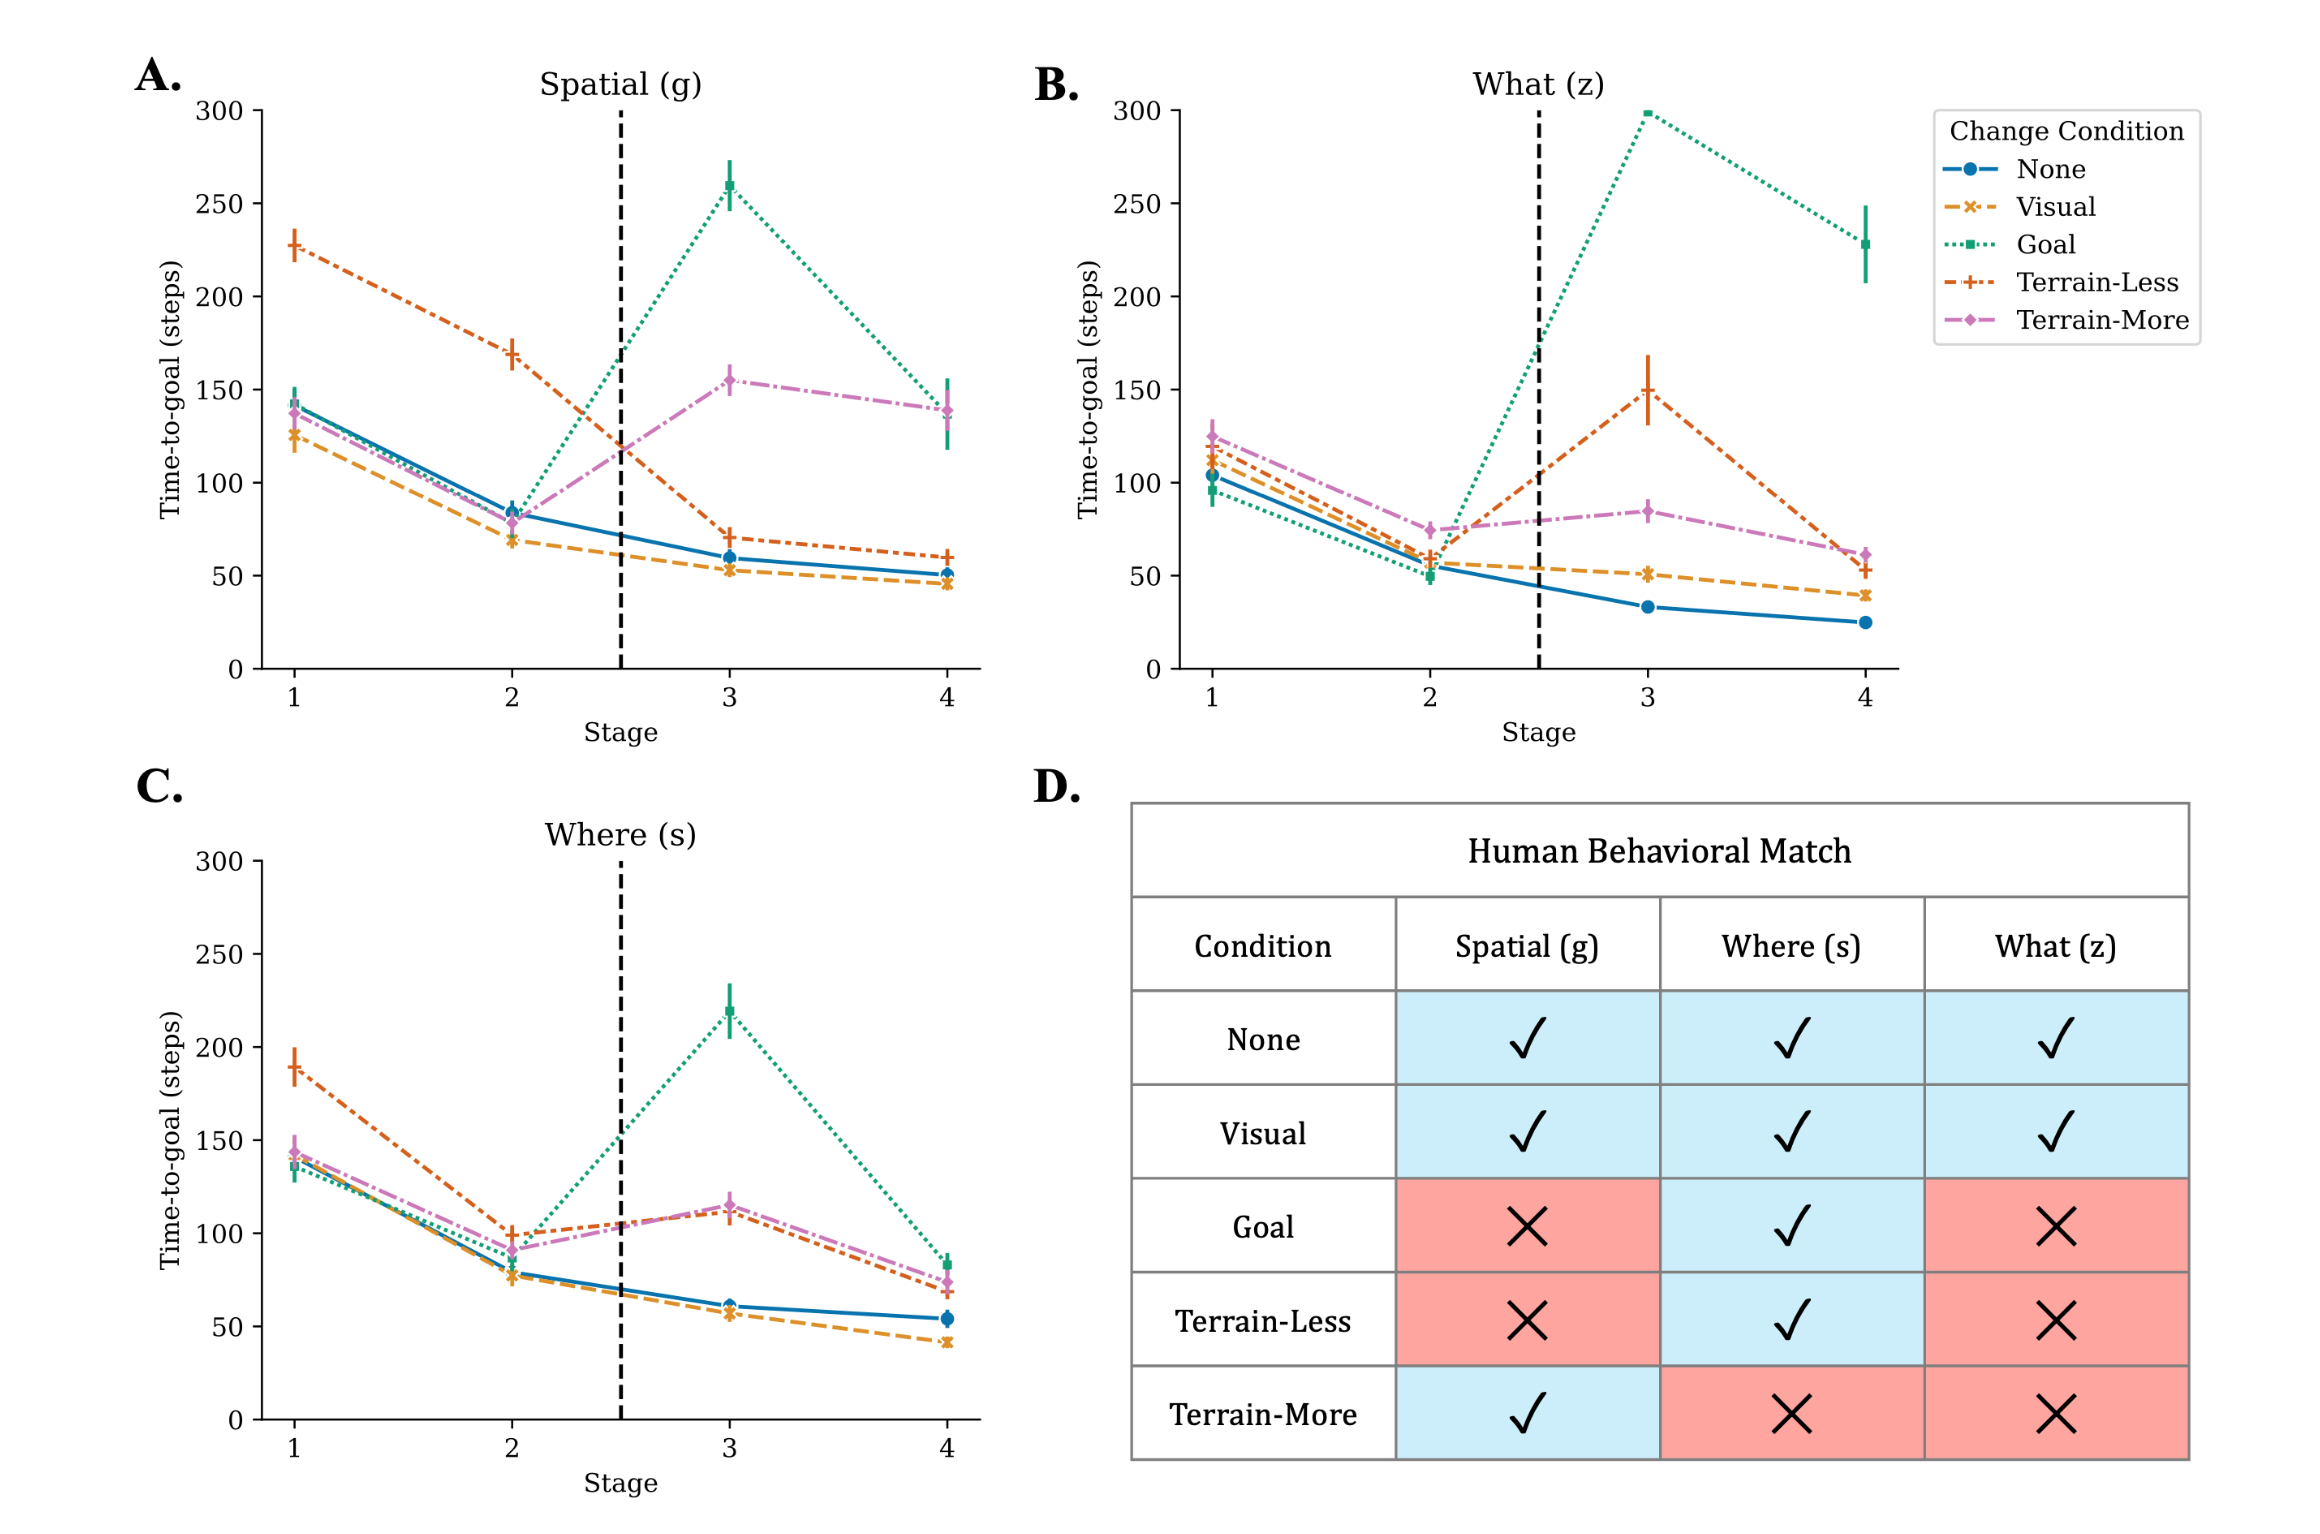 A.
Spatial (g)
300
250
200
150
100
50
0
Time-to-goal (steps)
1 2 3 4
Stage
B.
What (z)
300
250
200
150
100
50
0
Time-to-goal (steps)
1 2 3 4
Stage
Change Condition
None
Visual
Goal
Terrain-Less
Terrain-More
C.
Where (s)
300
250
200
150
100
50
0
Time-to-goal (steps)
1 2 3 4
Stage
D.
Human Behavioral Match
Condition Spatial (g) Where (s) What (z)
None ✓ ✓ ✓
Visual ✓ ✓ ✓
Goal ✕ ✓ ✕
Terrain-Less ✕ ✓ ✕
Terrain-More ✓ ✕ ✕